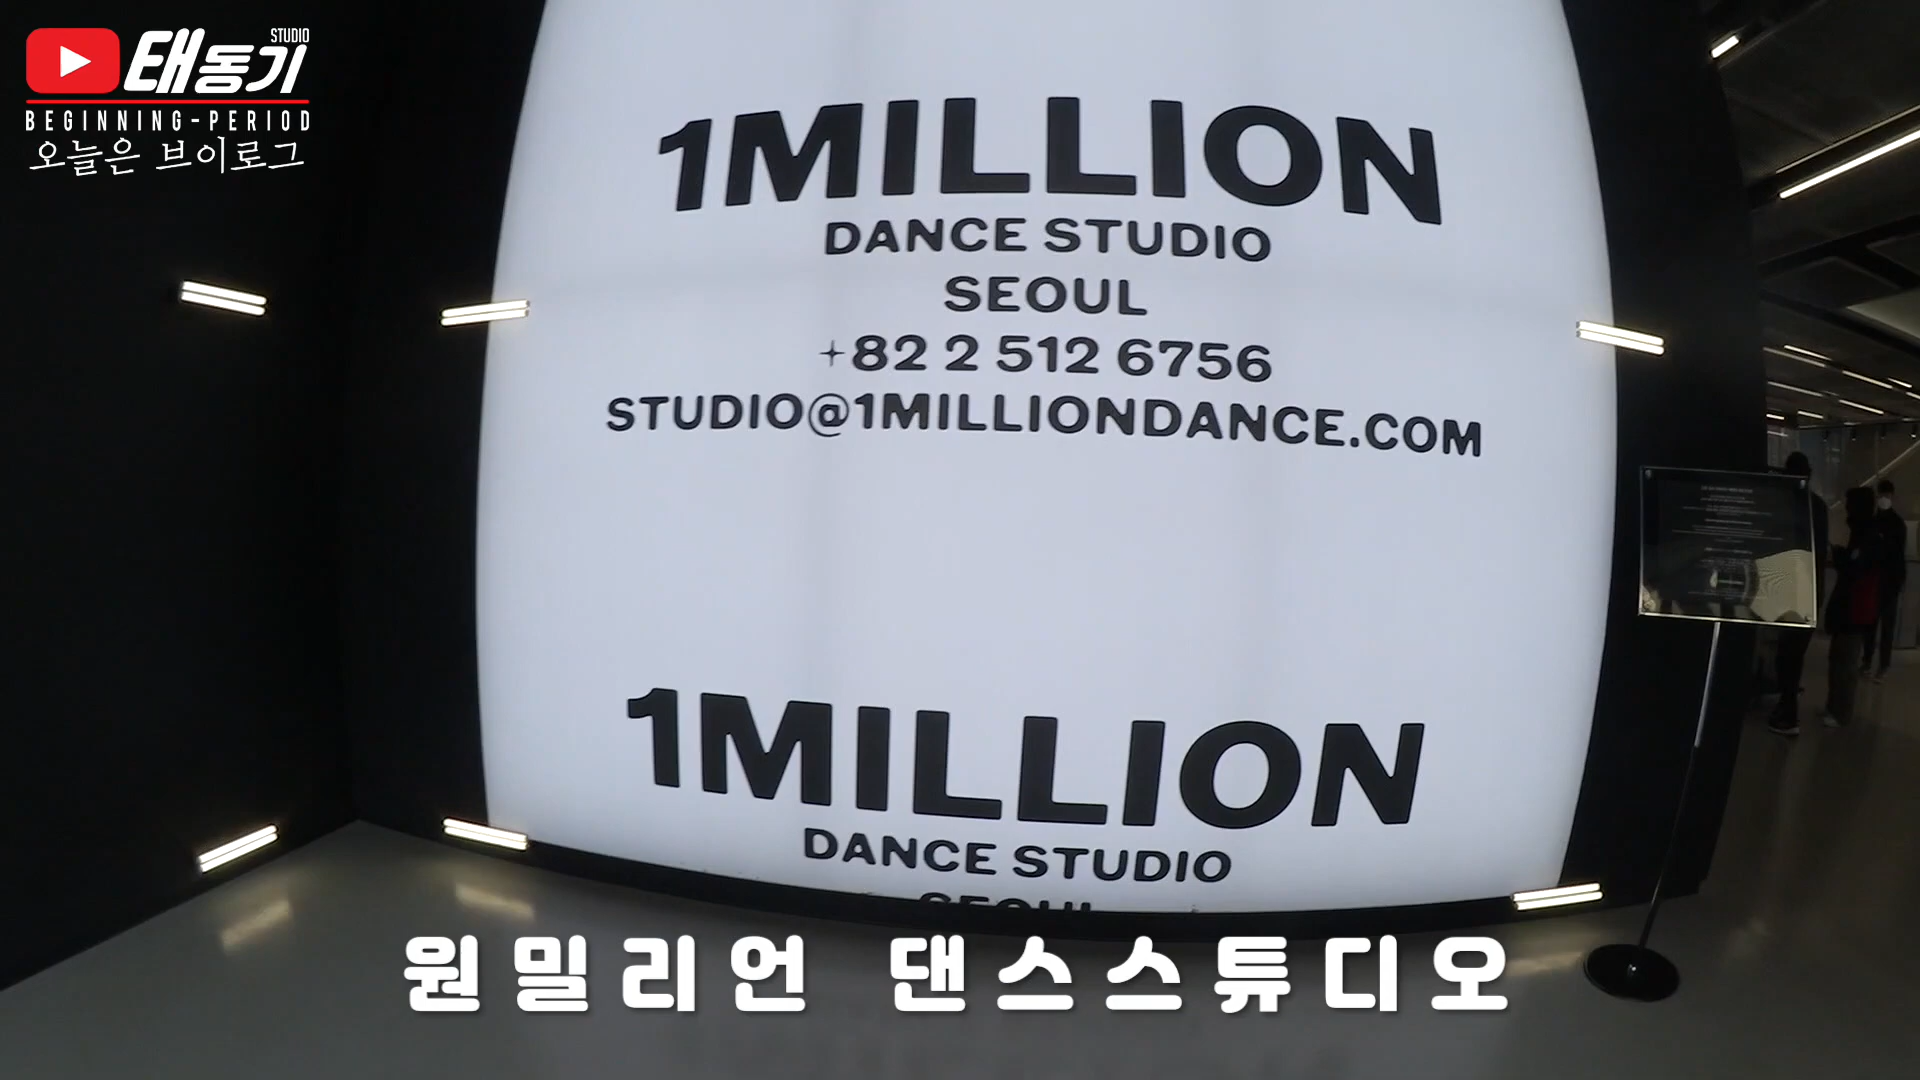 태동기
STUDIO
BEGINNING-PERIOD
오늘은 브이로그
1MILLION
DANCE STUDIO
SEOUL
+82 2 512 6756
STUDIO@1MILLIONDANCE.COM
1MILLION
DANCE STUDIO
SEOUL
원밀리언 댄스스튜디오